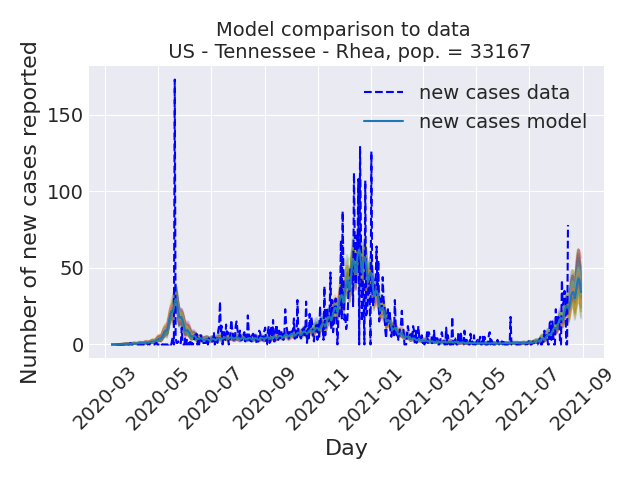 Model comparison to data
US - Tennessee - Rhea, pop. = 33167
Number of new cases reported
150
100
50
0
new cases data
new cases model
2020-03
2020-05
2020-07
2020-09
2020-11
2021-01
2021-03
2021-05
2021-07
2021-09
Day